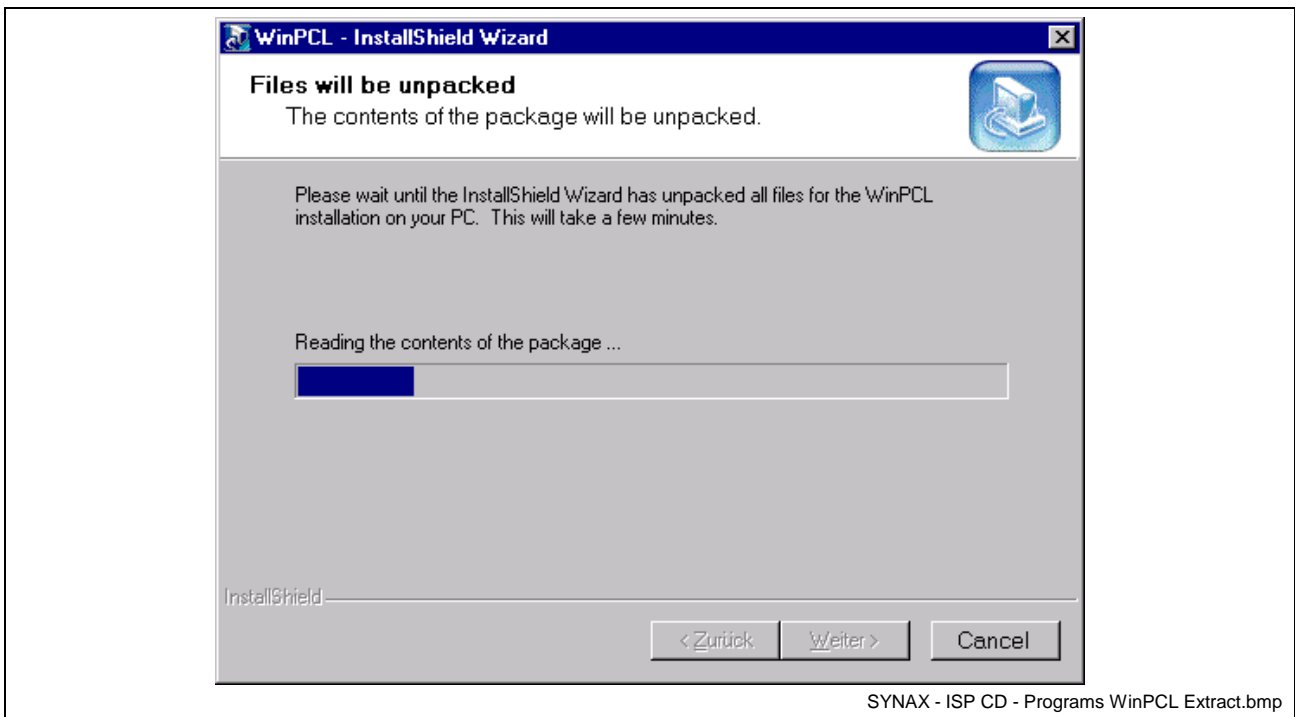 WinPCL - InstallShield Wizard
Files will be unpacked
The contents of the package will be unpacked.
Please wait until the InstallShield Wizard has unpacked all files for the WinPCL
installation on your PC.  This will take a few minutes.
Reading the contents of the package ...
InstallShield
< Zurück Weiter > Cancel
SYNAX - ISP CD - Programs WinPCL Extract.bmp